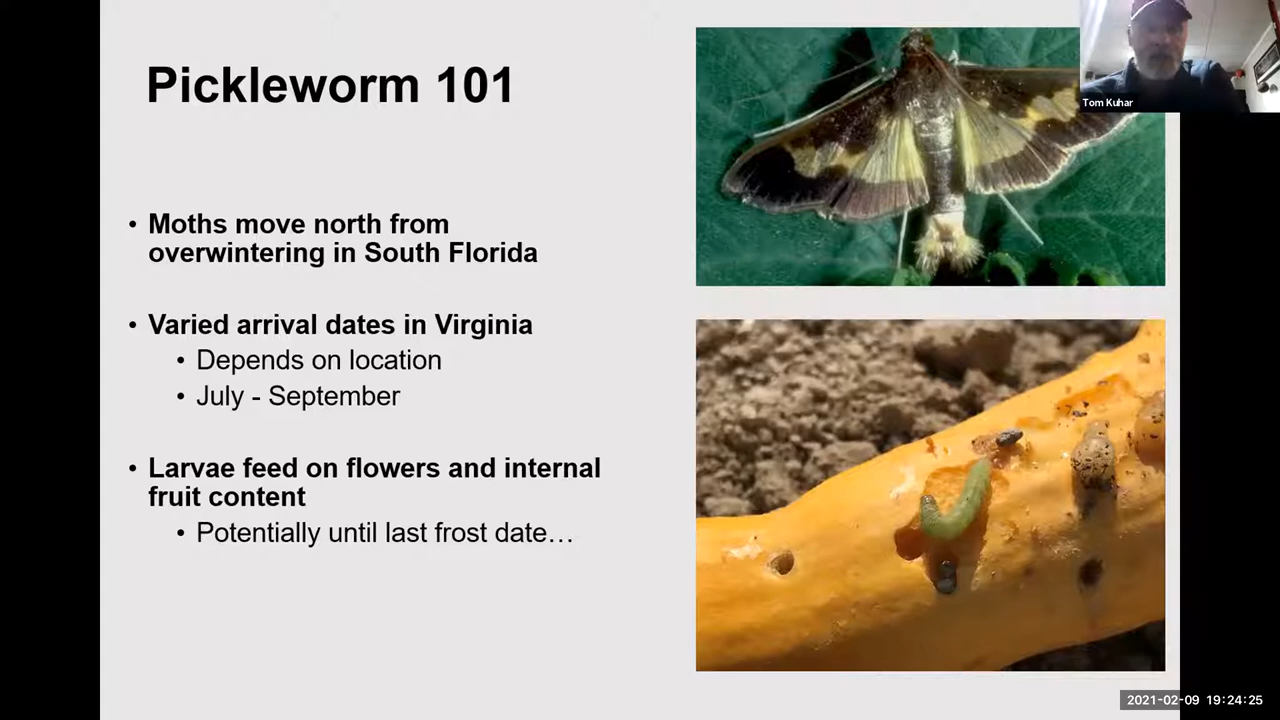 Pickleworm 101
Tom Kuhar
• Moths move north from
overwintering in South Florida
• Varied arrival dates in Virginia
• Depends on location
• July - September
• Larvae feed on flowers and internal
fruit content
• Potentially until last frost date…
2021-02-09 19:24:25